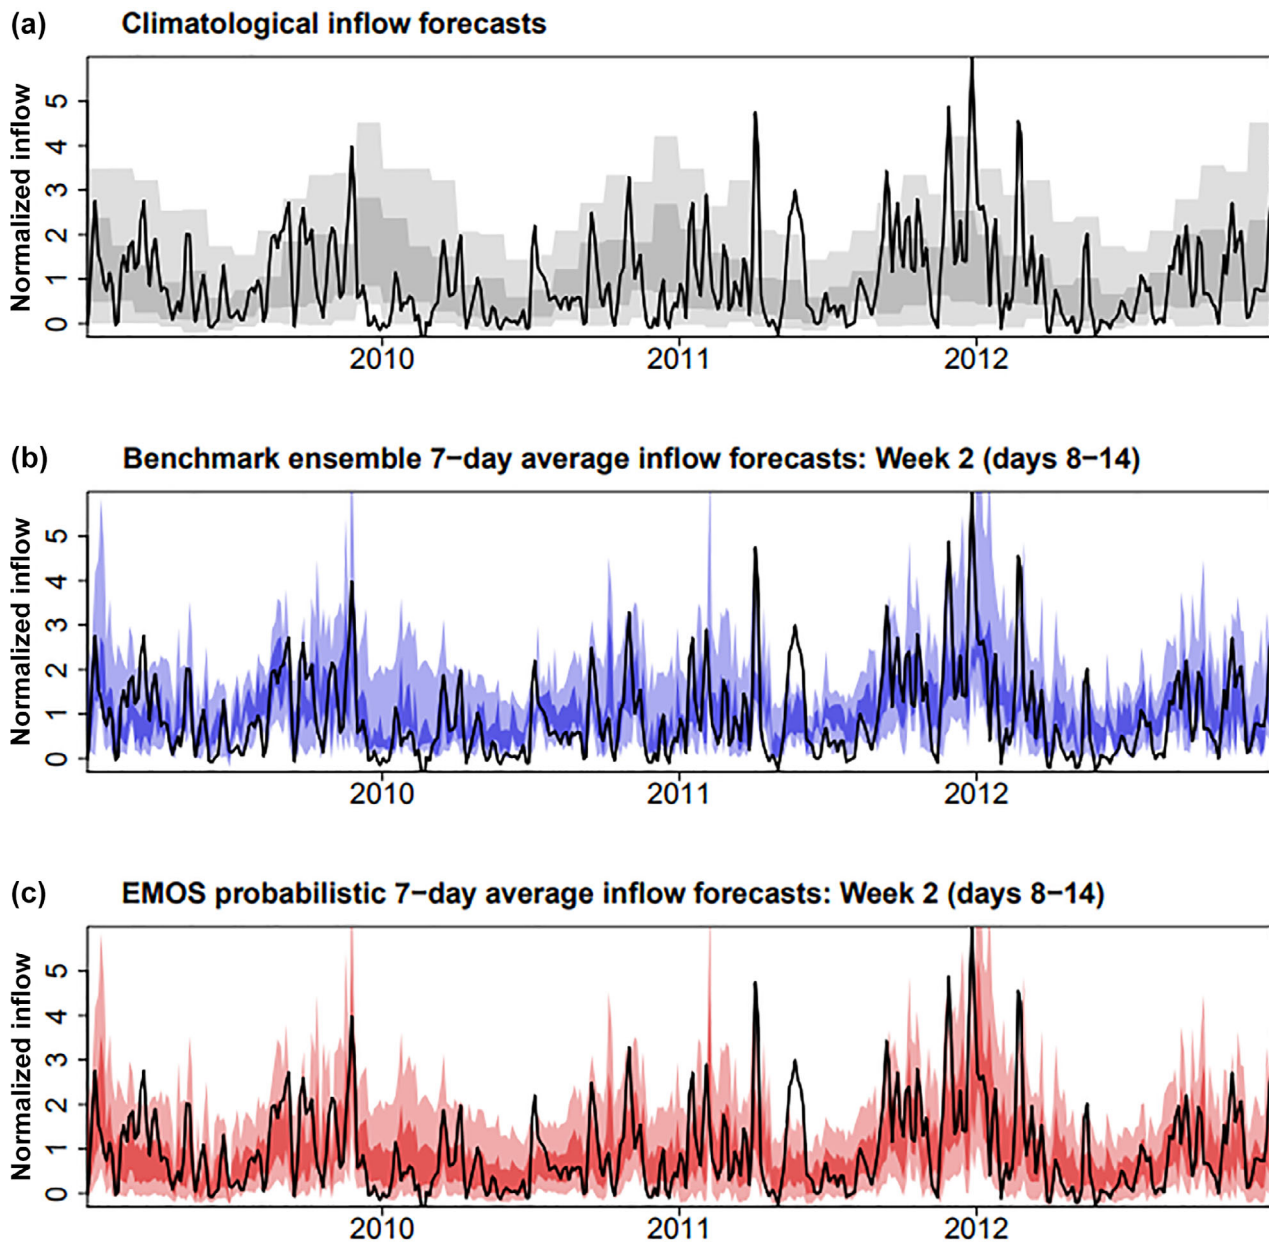 (a) Climatological inflow forecasts
Normalized inflow
5
4
3
2
1
0
2010 2011 2012
(b) Benchmark ensemble 7−day average inflow forecasts: Week 2 (days 8−14)
Normalized inflow
5
4
3
2
1
0
2010 2011 2012
(c) EMOS probabilistic 7−day average inflow forecasts: Week 2 (days 8−14)
Normalized inflow
5
4
3
2
1
0
2010 2011 2012